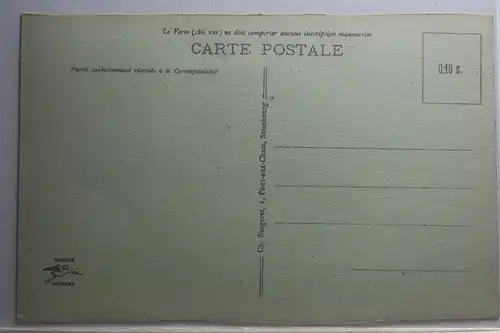 Le Verso (côté vue) ne doit comporter aucune inscription manuscrite
CARTE POSTALE
Partie exclusivement réservée à la Correspondance
0.10 c.
Ch. Bergeret, 1, Pont-aux-Chats, Strasbourg